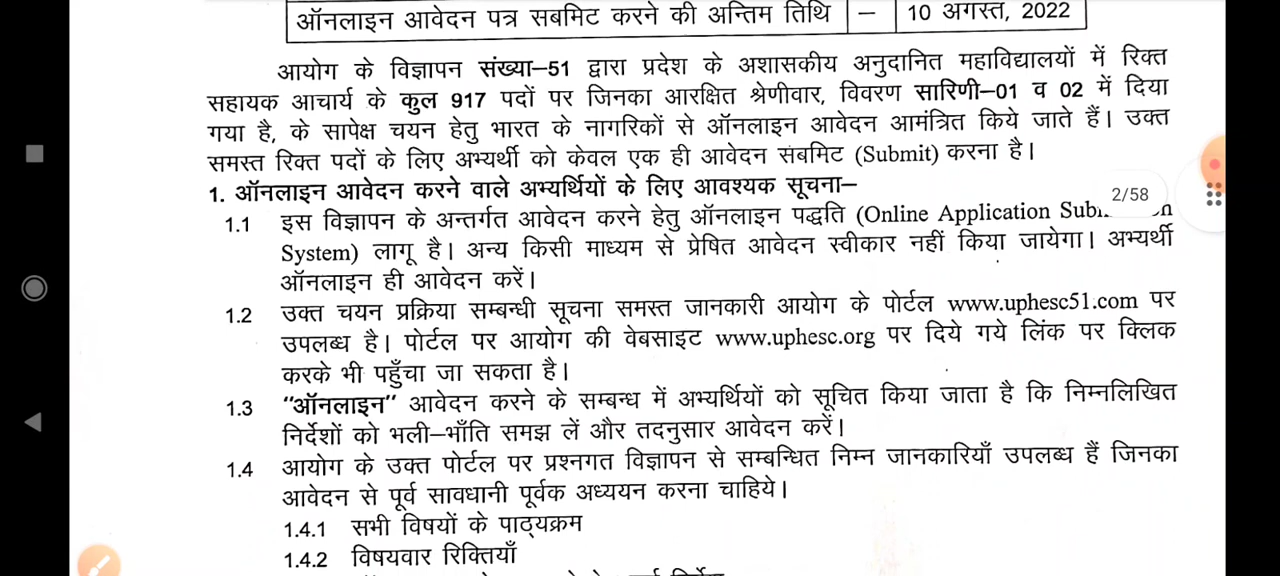 ऑनलाइन आवेदन पत्र सबमिट करने की अन्तिम तिथि – 10 अगस्त, 2022
आयोग के विज्ञापन संख्या–51 द्वारा प्रदेश के अशासकीय अनुदानित महाविद्यालयों में रिक्त
सहायक आचार्य के कुल 917 पदों पर जिनका आरक्षित श्रेणीवार, विवरण सारिणी–01 व 02 में दिया
गया है, के सापेक्ष चयन हेतु भारत के नागरिकों से ऑनलाइन आवेदन आमंत्रित किये जाते हैं। उक्त
समस्त रिक्त पदों के लिए अभ्यर्थी को केवल एक ही आवेदन सबमिट (Submit) करना है।
1. ऑनलाइन आवेदन करने वाले अभ्यर्थियों के लिए आवश्यक सूचना–
2/58
1.1 इस विज्ञापन के अन्तर्गत आवेदन करने हेतु ऑनलाइन पद्धति (Online Application
System) लागू है। अन्य किसी माध्यम से प्रेषित आवेदन स्वीकार नहीं किया जायेगा। अभ्यर्थी
ऑनलाइन ही आवेदन करें।
1.2 उक्त चयन प्रक्रिया सम्बन्धी सूचना समस्त जानकारी आयोग के पोर्टल www.uphesc51.com पर
उपलब्ध है। पोर्टल पर आयोग की वेबसाइट www.uphesc.org पर दिये गये लिंक पर क्लिक
करके भी पहुँचा जा सकता है।
1.3 “ऑनलाइन” आवेदन करने के सम्बन्ध में अभ्यर्थियों को सूचित किया जाता है कि निम्नलिखित
निर्देशों को भली–भाँति समझ लें और तदनुसार आवेदन करें।
1.4 आयोग के उक्त पोर्टल पर प्रश्नगत विज्ञापन से सम्बन्धित निम्न जानकारियाँ उपलब्ध हैं जिनका
आवेदन से पूर्व सावधानी पूर्वक अध्ययन करना चाहिये।
1.4.1 सभी विषयों के पाठ्यक्रम
1.4.2 विषयवार रिक्तियाँ